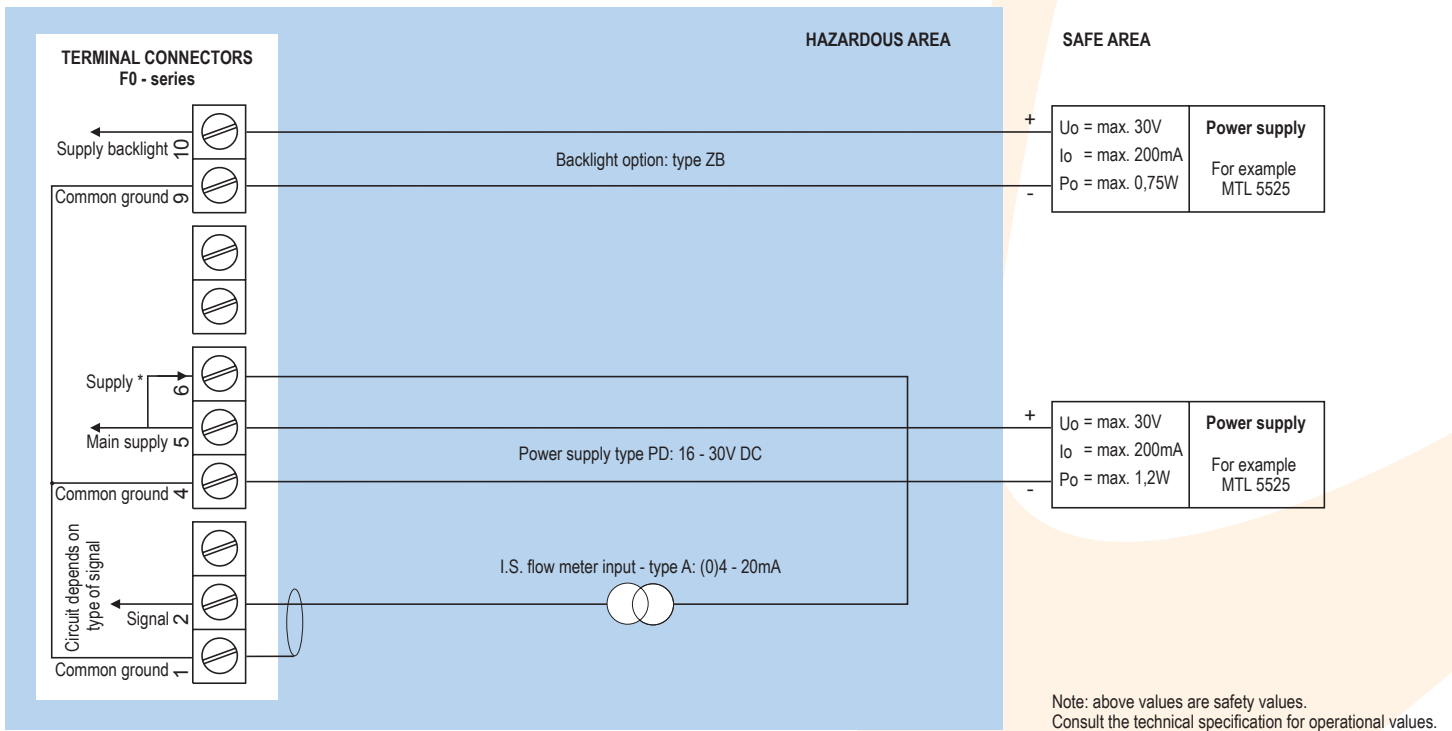 HAZARDOUS AREA
SAFE AREA
TERMINAL CONNECTORS
F0 - series
Supply backlight
10
Common ground
9
Backlight option: type ZB
+
-
Uo = max. 30V
Io = max. 200mA
Po = max. 0,75W
Power supply
For example
MTL 5525
Supply *
6
Main supply
5
Common ground
4
Power supply type PD: 16 - 30V DC
+
-
Uo = max. 30V
Io = max. 200mA
Po = max. 1,2W
Power supply
For example
MTL 5525
Circuit depends on
type of signal
I.S. flow meter input - type A: (0)4 - 20mA
Signal
2
Common ground
1
Note: above values are safety values.
Consult the technical specification for operational values.